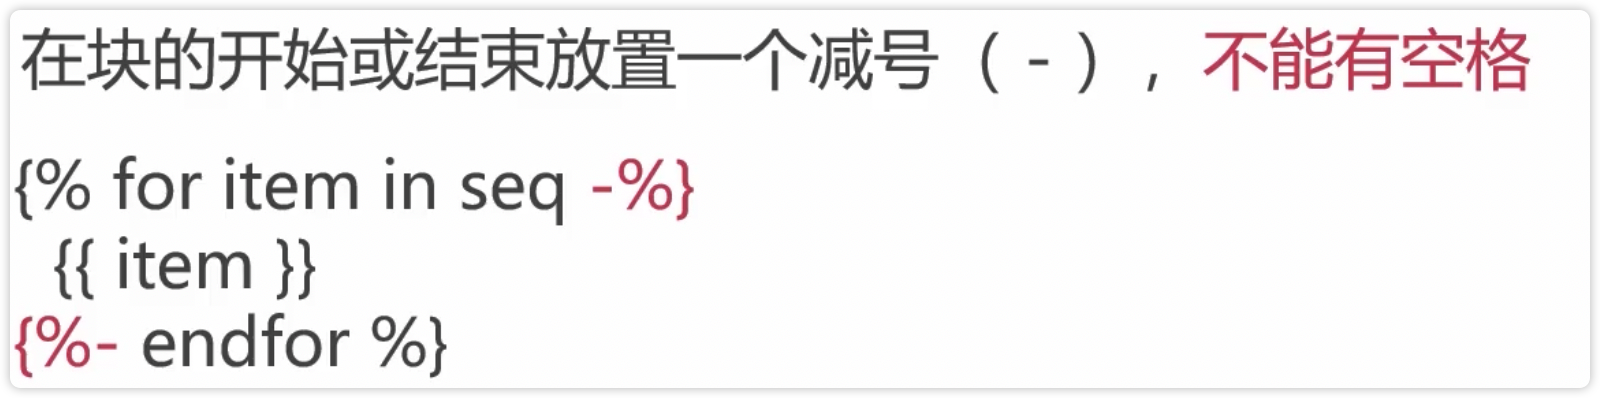 在块的开始或结束放置一个减号（-），不能有空格
{% for item in seq -%}
{{ item }}
{%- endfor %}